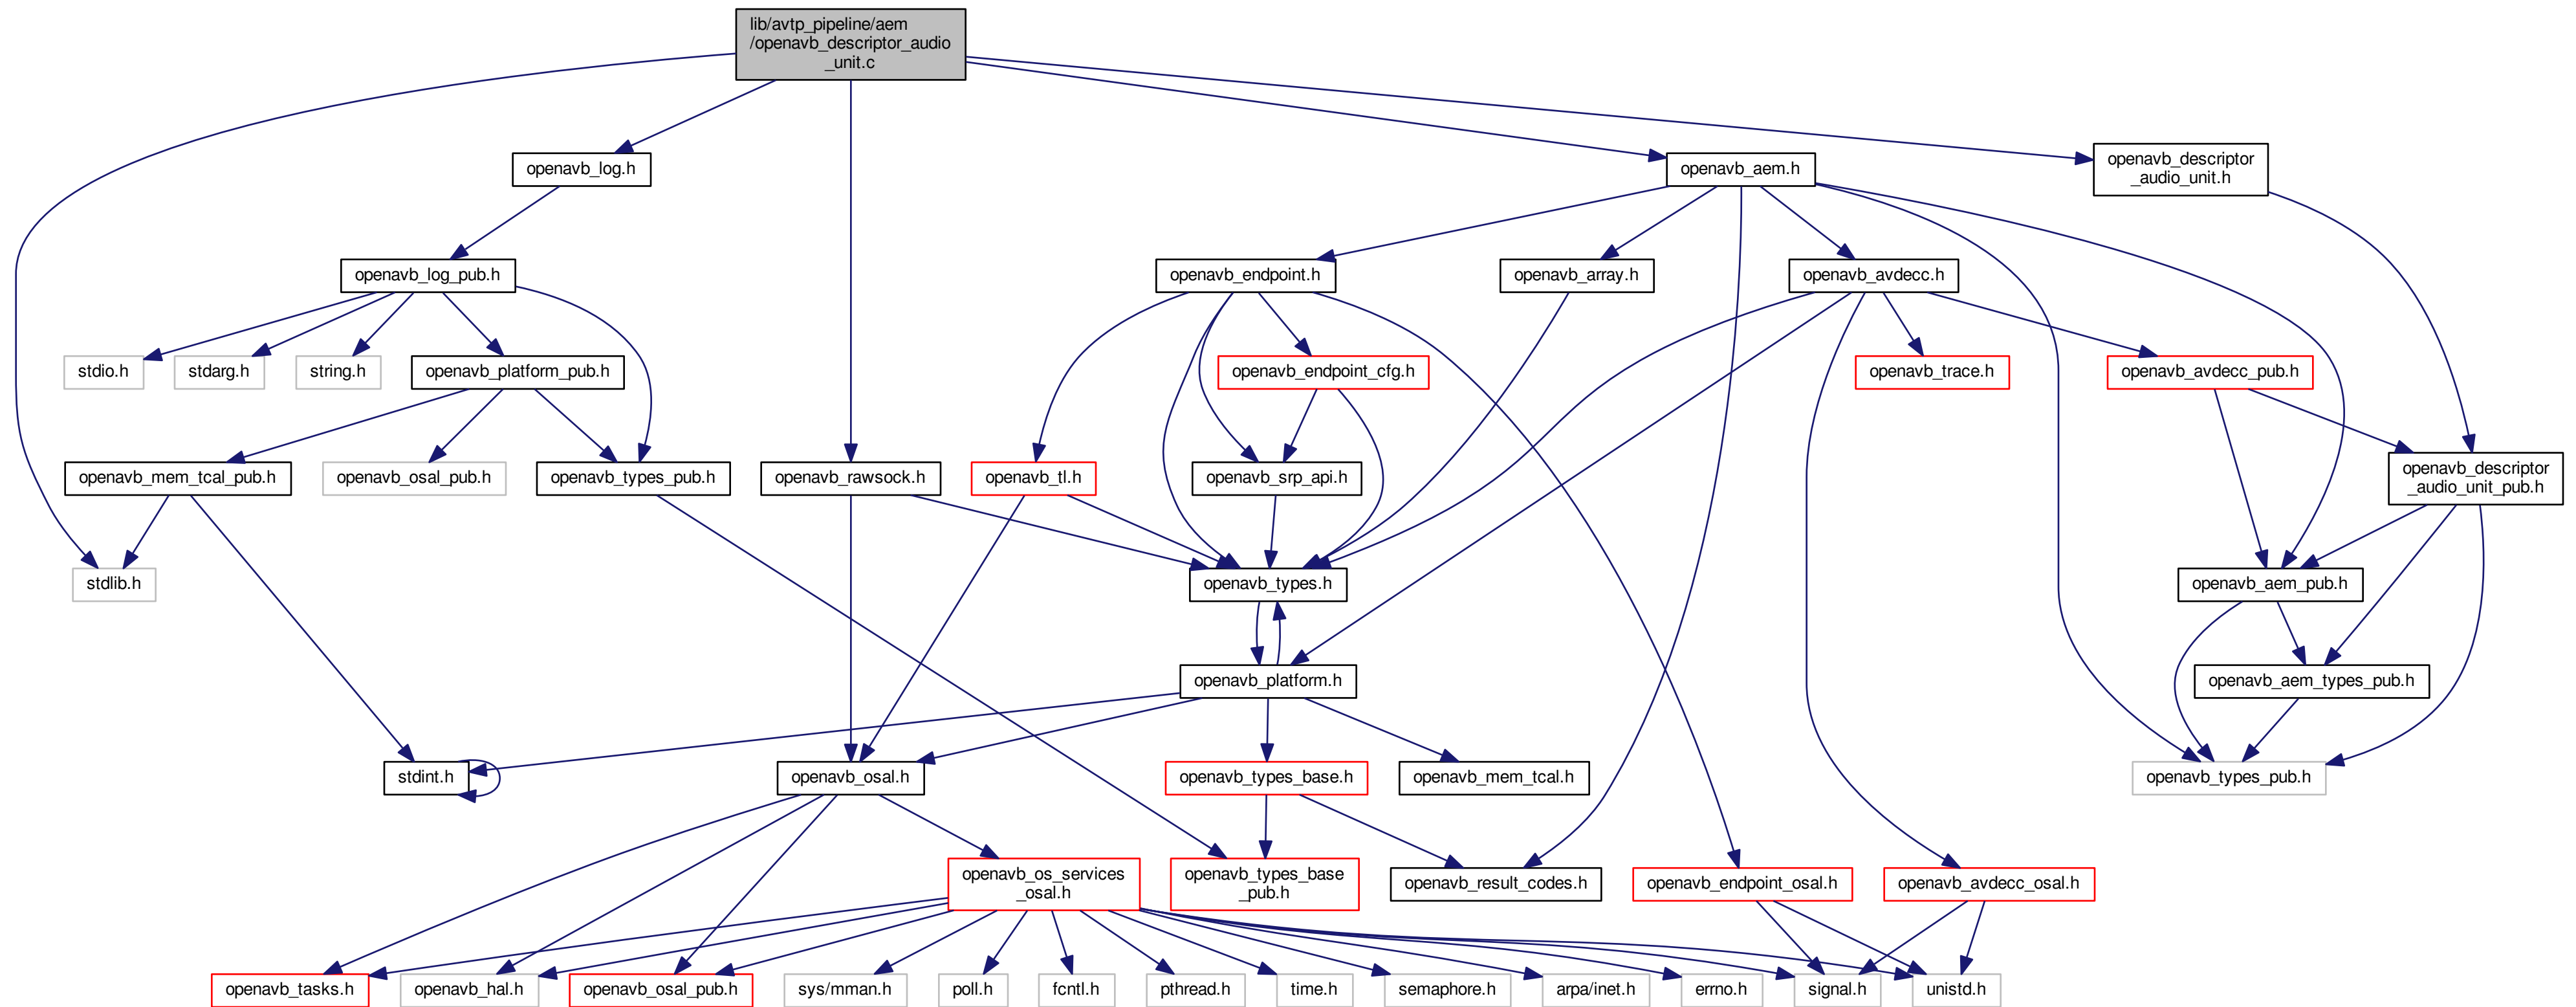 lib/avtp_pipeline/aem
/openavb_descriptor_audio
_unit.c
openavb_log.h
openavb_aem.h
openavb_descriptor
_audio_unit.h
openavb_log_pub.h
openavb_endpoint.h
openavb_array.h
openavb_avdecc.h
stdio.h
stdarg.h
string.h
openavb_platform_pub.h
openavb_endpoint_cfg.h
openavb_trace.h
openavb_avdecc_pub.h
openavb_mem_tcal_pub.h
openavb_osal_pub.h
openavb_types_pub.h
openavb_rawsock.h
openavb_tl.h
openavb_srp_api.h
openavb_descriptor
_audio_unit_pub.h
stdlib.h
openavb_types.h
openavb_aem_pub.h
openavb_platform.h
openavb_aem_types_pub.h
stdint.h
openavb_osal.h
openavb_types_base.h
openavb_mem_tcal.h
openavb_types_pub.h
openavb_os_services
_osal.h
openavb_types_base
_pub.h
openavb_result_codes.h
openavb_endpoint_osal.h
openavb_avdecc_osal.h
openavb_tasks.h
openavb_hal.h
openavb_osal_pub.h
sys/mman.h
poll.h
fcntl.h
pthread.h
time.h
semaphore.h
arpa/inet.h
errno.h
signal.h
unistd.h